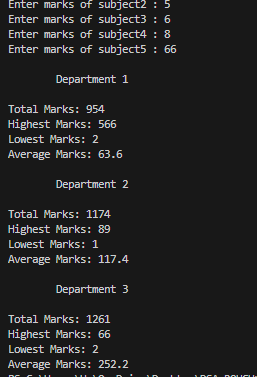 Enter marks of subject2 : 5
Enter marks of subject3 : 6
Enter marks of subject4 : 8
Enter marks of subject5 : 66
Department 1
Total Marks: 954
Highest Marks: 566
Lowest Marks: 2
Average Marks: 63.6
Department 2
Total Marks: 1174
Highest Marks: 89
Lowest Marks: 1
Average Marks: 117.4
Department 3
Total Marks: 1261
Highest Marks: 66
Lowest Marks: 2
Average Marks: 252.2